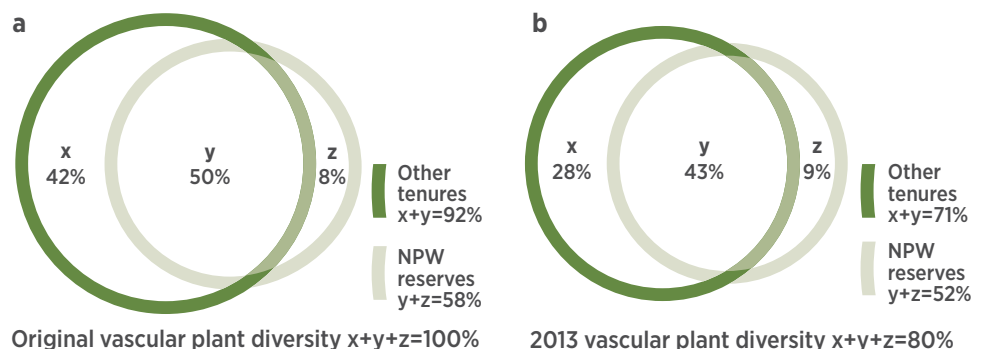 a
x
42%
y
50%
z
8%
Other
tenures
x+y=92%
NPW
reserves
y+z=58%
Original vascular plant diversity x+y+z=100%
b
x
28%
y
43%
z
9%
Other
tenures
x+y=71%
NPW
reserves
y+z=52%
2013 vascular plant diversity x+y+z=80%